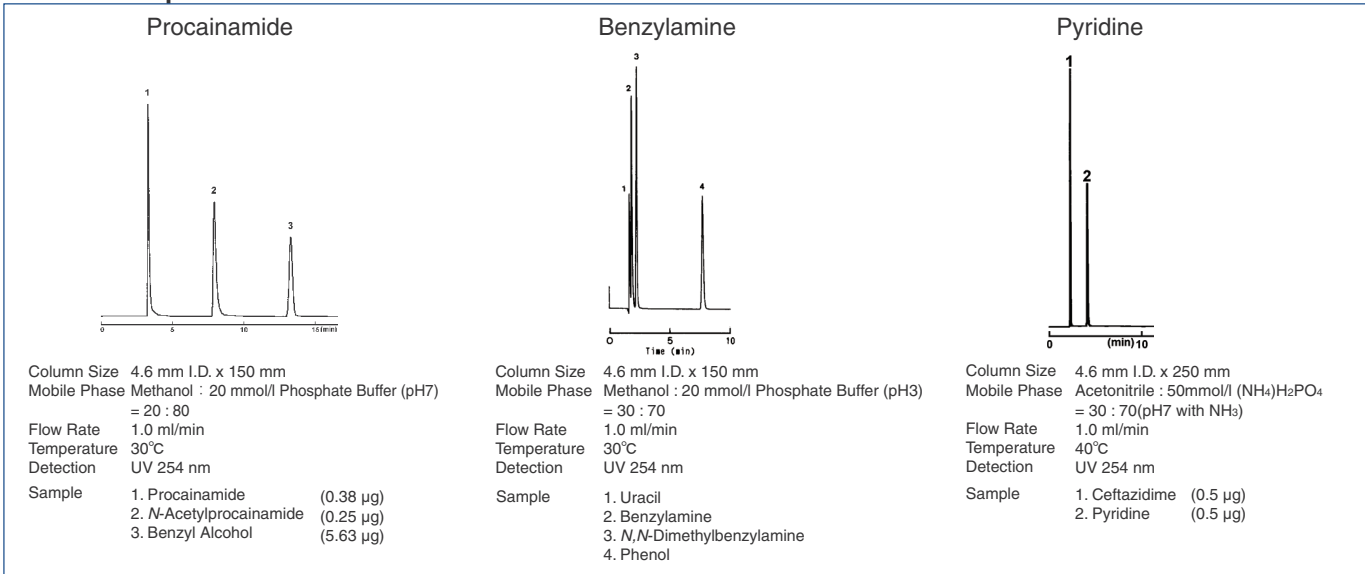 Procainamide
1
2
3
0 5 10 15(min)
Column Size 4.6 mm I.D. x 150 mm
Mobile Phase Methanol : 20 mmol/l Phosphate Buffer (pH7)
= 20 : 80
Flow Rate 1.0 ml/min
Temperature 30°C
Detection UV 254 nm
Sample 1. Procainamide (0.38 µg)
2. N-Acetylprocainamide (0.25 µg)
3. Benzyl Alcohol (5.63 µg)
Benzylamine
3
2
1
4
0 5 10
Time (min)
Column Size 4.6 mm I.D. x 150 mm
Mobile Phase Methanol : 20 mmol/l Phosphate Buffer (pH3)
= 30 : 70
Flow Rate 1.0 ml/min
Temperature 30°C
Detection UV 254 nm
Sample 1. Uracil
2. Benzylamine
3. N,N-Dimethylbenzylamine
4. Phenol
Pyridine
1
2
0 (min) 10
Column Size 4.6 mm I.D. x 250 mm
Mobile Phase Acetonitrile : 50mmol/l (NH4)H2PO4
= 30 : 70(pH7 with NH3)
Flow Rate 1.0 ml/min
Temperature 40°C
Detection UV 254 nm
Sample 1. Ceftazidime (0.5 µg)
2. Pyridine (0.5 µg)